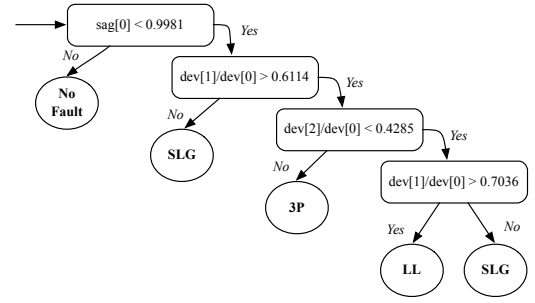 sag[0] < 0.9981
Yes
No
dev[1]/dev[0] > 0.6114
No
Fault
Yes
No
dev[2]/dev[0] < 0.4285
SLG
Yes
No
dev[1]/dev[0] > 0.7036
3P
Yes
No
LL
SLG